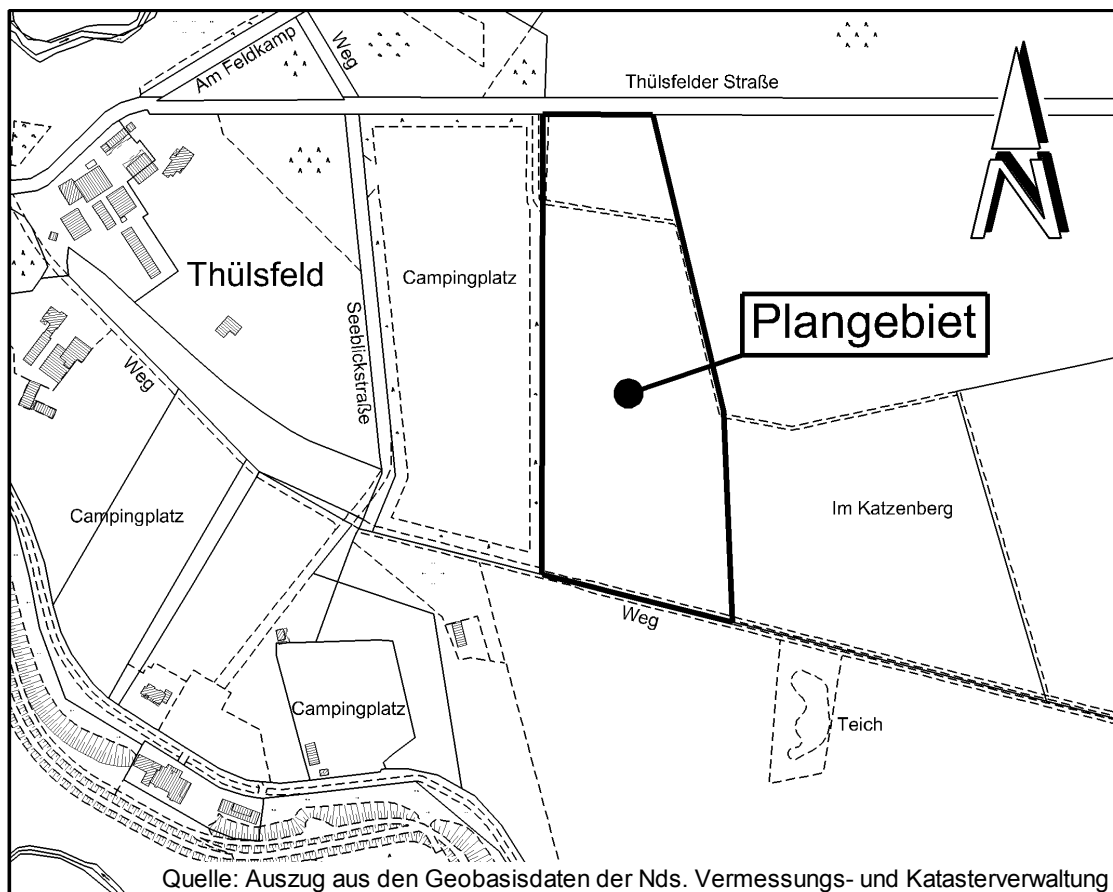 Am Feldkamp
Weg
Thülsfelder Straße
N
Thülsfeld
Campingplatz
Seeblickstraße
Plangebiet
Weg
Campingplatz
Im Katzenberg
Weg
Campingplatz
Teich
Quelle: Auszug aus den Geobasisdaten der Nds. Vermessungs- und Katasterverwaltung